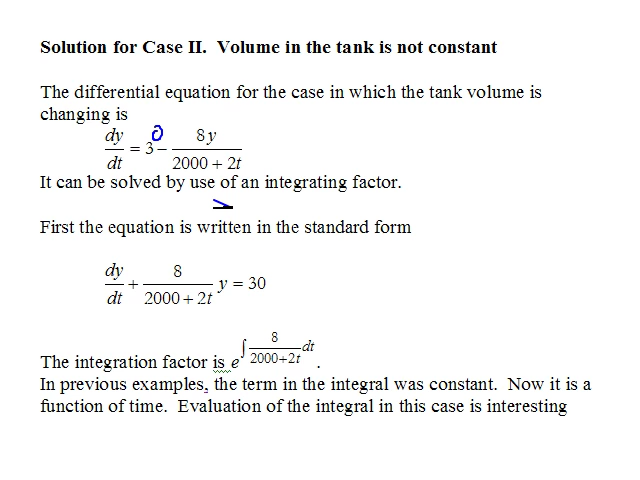 Solution for Case II. Volume in the tank is not constant
The differential equation for the case in which the tank volume is
changing is
dy/dt = 30 − 8y/(2000 + 2t)
It can be solved by use of an integrating factor.
First the equation is written in the standard form
dy/dt + 8/(2000 + 2t) y = 30
The integration factor is e^∫ 8/(2000+2t) dt .
In previous examples, the term in the integral was constant. Now it is a
function of time. Evaluation of the integral in this case is interesting